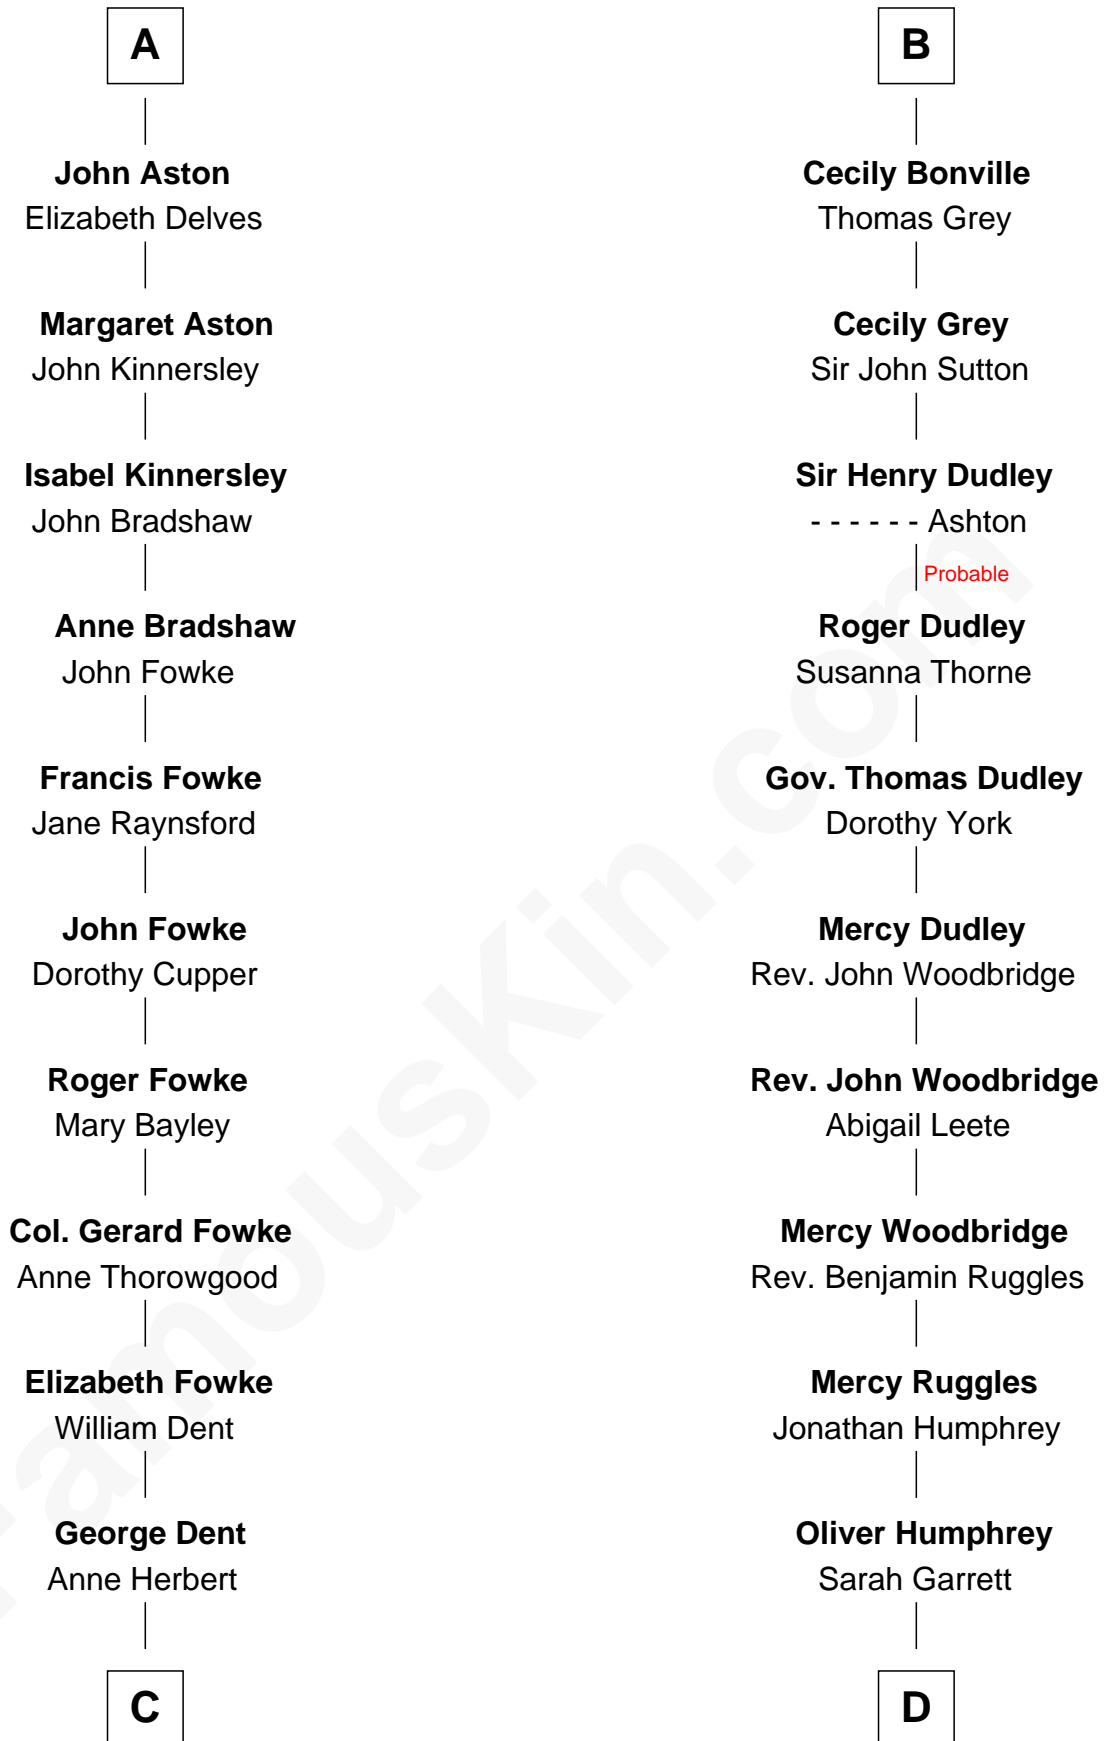 A
John Aston
Elizabeth Delves
Margaret Aston
John Kinnersley
Isabel Kinnersley
John Bradshaw
Anne Bradshaw
John Fowke
Francis Fowke
Jane Raynsford
John Fowke
Dorothy Cupper
Roger Fowke
Mary Bayley
Col. Gerard Fowke
Anne Thorowgood
Elizabeth Fowke
William Dent
George Dent
Anne Herbert
C
B
Cecily Bonville
Thomas Grey
Cecily Grey
Sir John Sutton
Sir Henry Dudley
- - - - - - Ashton
Probable
Roger Dudley
Susanna Thorne
Gov. Thomas Dudley
Dorothy York
Mercy Dudley
Rev. John Woodbridge
Rev. John Woodbridge
Abigail Leete
Mercy Woodbridge
Rev. Benjamin Ruggles
Mercy Ruggles
Jonathan Humphrey
Oliver Humphrey
Sarah Garrett
D
FamousKin.com